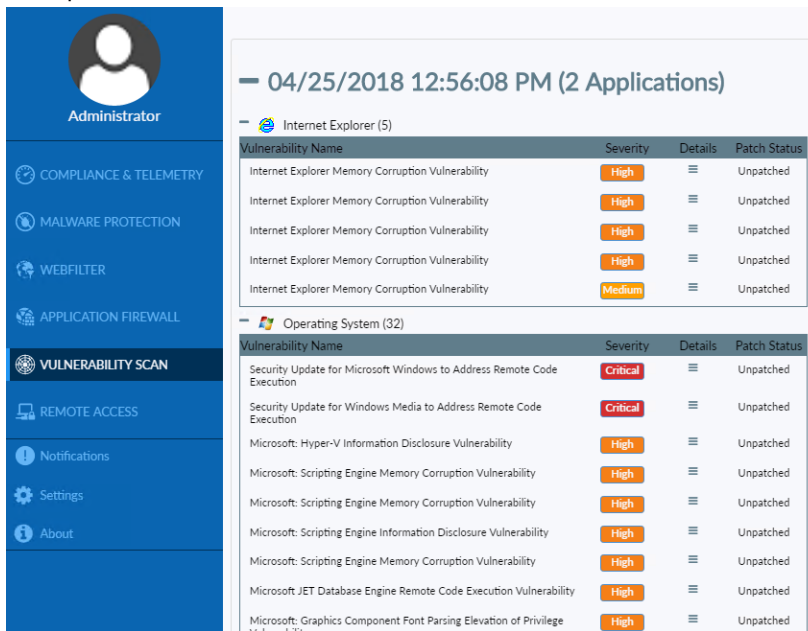 Administrator
COMPLIANCE & TELEMETRY
MALWARE PROTECTION
WEBFILTER
APPLICATION FIREWALL
VULNERABILITY SCAN
REMOTE ACCESS
Notifications
Settings
About
04/25/2018 12:56:08 PM (2 Applications)
Internet Explorer (5)
Vulnerability Name Severity Details Patch Status
Internet Explorer Memory Corruption Vulnerability High Unpatched
Internet Explorer Memory Corruption Vulnerability High Unpatched
Internet Explorer Memory Corruption Vulnerability High Unpatched
Internet Explorer Memory Corruption Vulnerability High Unpatched
Internet Explorer Memory Corruption Vulnerability Medium Unpatched
Operating System (32)
Vulnerability Name Severity Details Patch Status
Security Update for Microsoft Windows to Address Remote Code Critical Unpatched
Execution
Security Update for Windows Media to Address Remote Code Critical Unpatched
Execution
Microsoft: Hyper-V Information Disclosure Vulnerability High Unpatched
Microsoft: Scripting Engine Memory Corruption Vulnerability High Unpatched
Microsoft: Scripting Engine Memory Corruption Vulnerability High Unpatched
Microsoft: Scripting Engine Information Disclosure Vulnerability High Unpatched
Microsoft: Scripting Engine Memory Corruption Vulnerability High Unpatched
Microsoft JET Database Engine Remote Code Execution Vulnerability High Unpatched
Microsoft: Graphics Component Font Parsing Elevation of Privilege High Unpatched